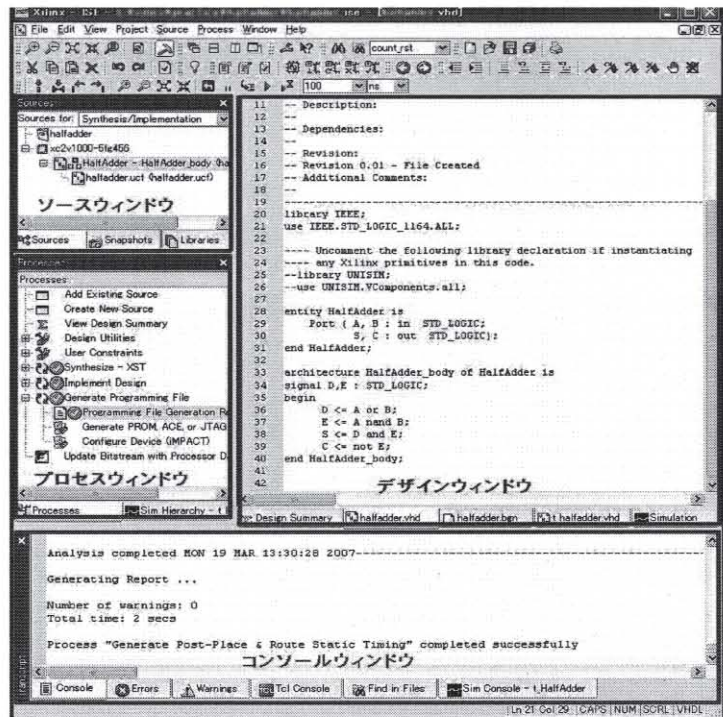 Xilinx - ISE -
File Edit View Project Source Process Window Help
count_rst
100 ns
Sources
Sources for: Synthesis/Implementation
halfadder
xc2v1000-5fg456
HalfAdder - HalfAdder_body (ha
halfadder.ucf (halfadder.ucf)
ソースウィンドウ
Sources Snapshots Libraries
Processes
Processes:
Add Existing Source
Create New Source
View Design Summary
Design Utilities
User Constraints
Synthesize - XST
Implement Design
Generate Programming File
Programming File Generation Re
Generate PROM, ACE, or JTAG
Configure Device (iMPACT)
Update Bitstream with Processor D
プロセスウィンドウ
Processes Sim Hierarchy - t
11 -- Description:
12 --
13 -- Dependencies:
14 --
15 -- Revision:
16 -- Revision 0.01 - File Created
17 -- Additional Comments:
18 --
19 ----------------------------------------------------------------------
20 library IEEE;
21 use IEEE.STD_LOGIC_1164.ALL;
22
23 ---- Uncomment the following library declaration if instantiating
24 ---- any Xilinx primitives in this code.
25 --library UNISIM;
26 --use UNISIM.VComponents.all;
27
28 entity HalfAdder is
29 Port ( A, B : in STD_LOGIC;
30 S, C : out STD_LOGIC);
31 end HalfAdder;
32
33 architecture HalfAdder_body of HalfAdder is
34 signal D,E : STD_LOGIC;
35 begin
36 D <= A or B;
37 E <= A nand B;
38 S <= D and E;
39 C <= not E;
40 end HalfAdder_body;
41
42
デザインウィンドウ
Design Summary halfadder.vhd halfadder.bgn t halfadder.vhd Simulation
Analysis completed MON 19 MAR 13:30:28 2007----------------------------------------
Generating Report ...
Number of warnings: 0
Total time: 2 secs
Process "Generate Post-Place & Route Static Timing" completed successfully
コンソールウィンドウ
Console Errors Warnings Tcl Console Find in Files Sim Console - t_HalfAdder
Ln 21 Col 29 CAPS NUM SCRL VHDL